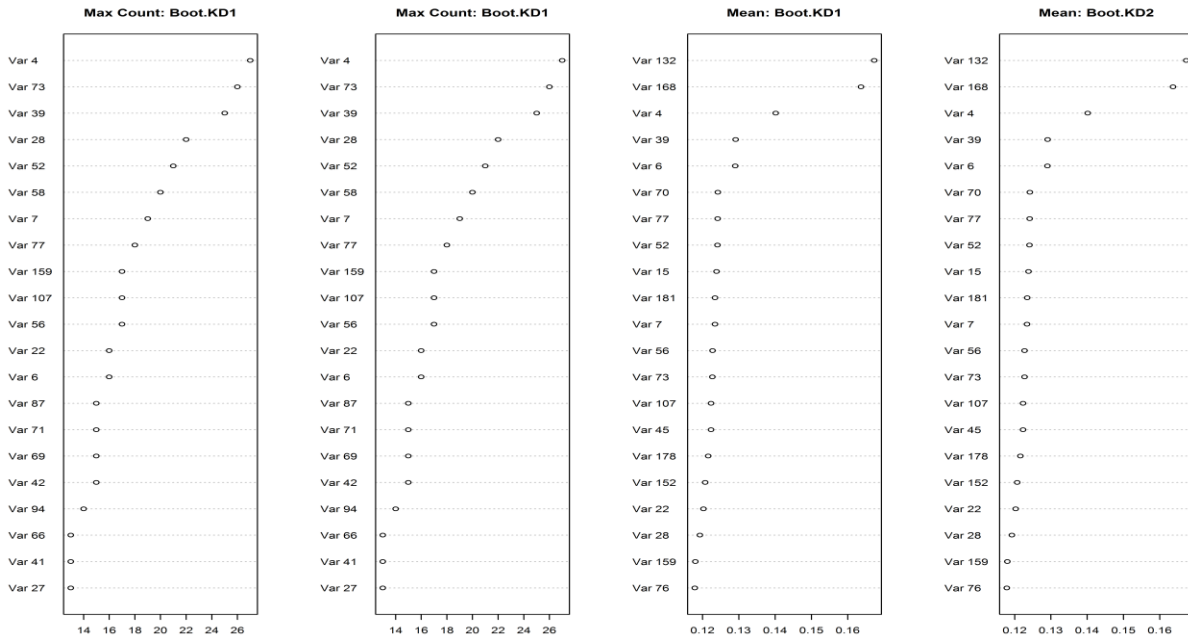 Max Count: Boot.KD1
Var 4
Var 73
Var 39
Var 28
Var 52
Var 58
Var 7
Var 77
Var 159
Var 107
Var 56
Var 22
Var 6
Var 87
Var 71
Var 69
Var 42
Var 94
Var 66
Var 41
Var 27
14 16 18 20 22 24 26
Max Count: Boot.KD1
Var 4
Var 73
Var 39
Var 28
Var 52
Var 58
Var 7
Var 77
Var 159
Var 107
Var 56
Var 22
Var 6
Var 87
Var 71
Var 69
Var 42
Var 94
Var 66
Var 41
Var 27
14 16 18 20 22 24 26
Mean: Boot.KD1
Var 132
Var 168
Var 4
Var 39
Var 6
Var 70
Var 77
Var 52
Var 15
Var 181
Var 7
Var 56
Var 73
Var 107
Var 45
Var 178
Var 152
Var 22
Var 28
Var 159
Var 76
0.12 0.13 0.14 0.15 0.16
Mean: Boot.KD2
Var 132
Var 168
Var 4
Var 39
Var 6
Var 70
Var 77
Var 52
Var 15
Var 181
Var 7
Var 56
Var 73
Var 107
Var 45
Var 178
Var 152
Var 22
Var 28
Var 159
Var 76
0.12 0.13 0.14 0.15 0.16